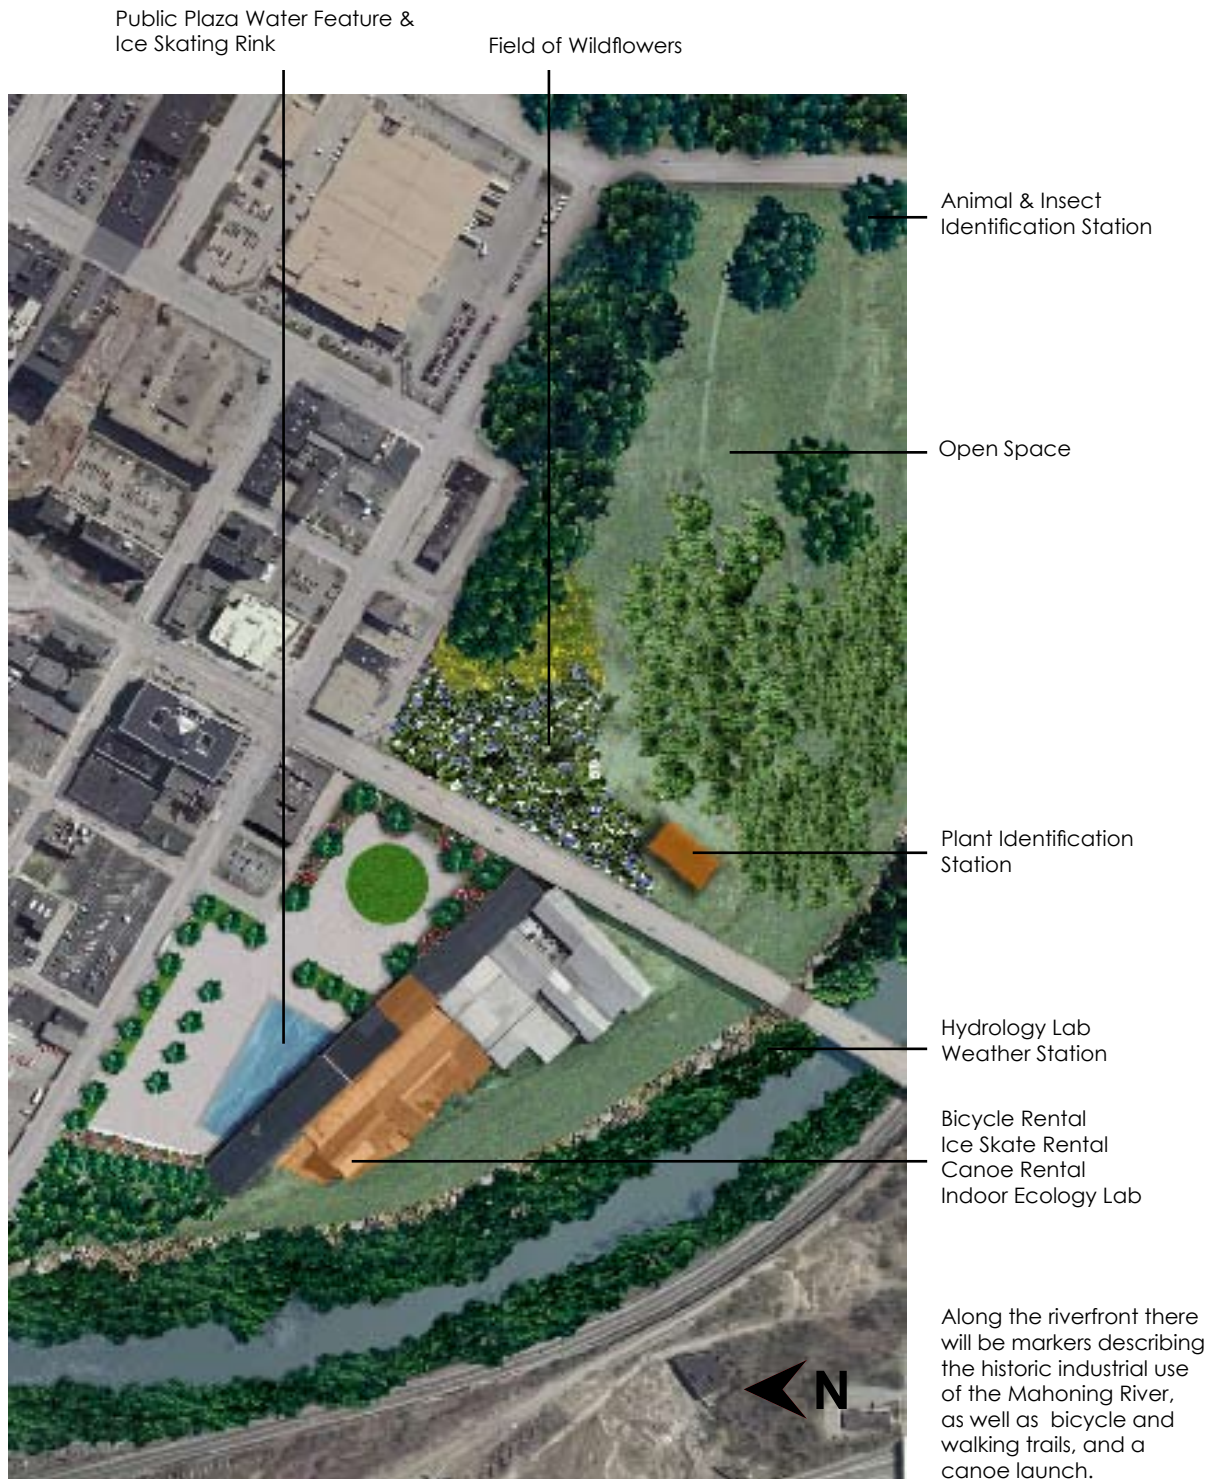 Public Plaza Water Feature &
Ice Skating Rink
Field of Wildflowers
Animal & Insect
Identification Station
Open Space
Plant Identification
Station
Hydrology Lab
Weather Station
Bicycle Rental
Ice Skate Rental
Canoe Rental
Indoor Ecology Lab
Along the riverfront there
will be markers describing
the historic industrial use
of the Mahoning River,
as well as  bicycle and
walking trails, and a
canoe launch.
N